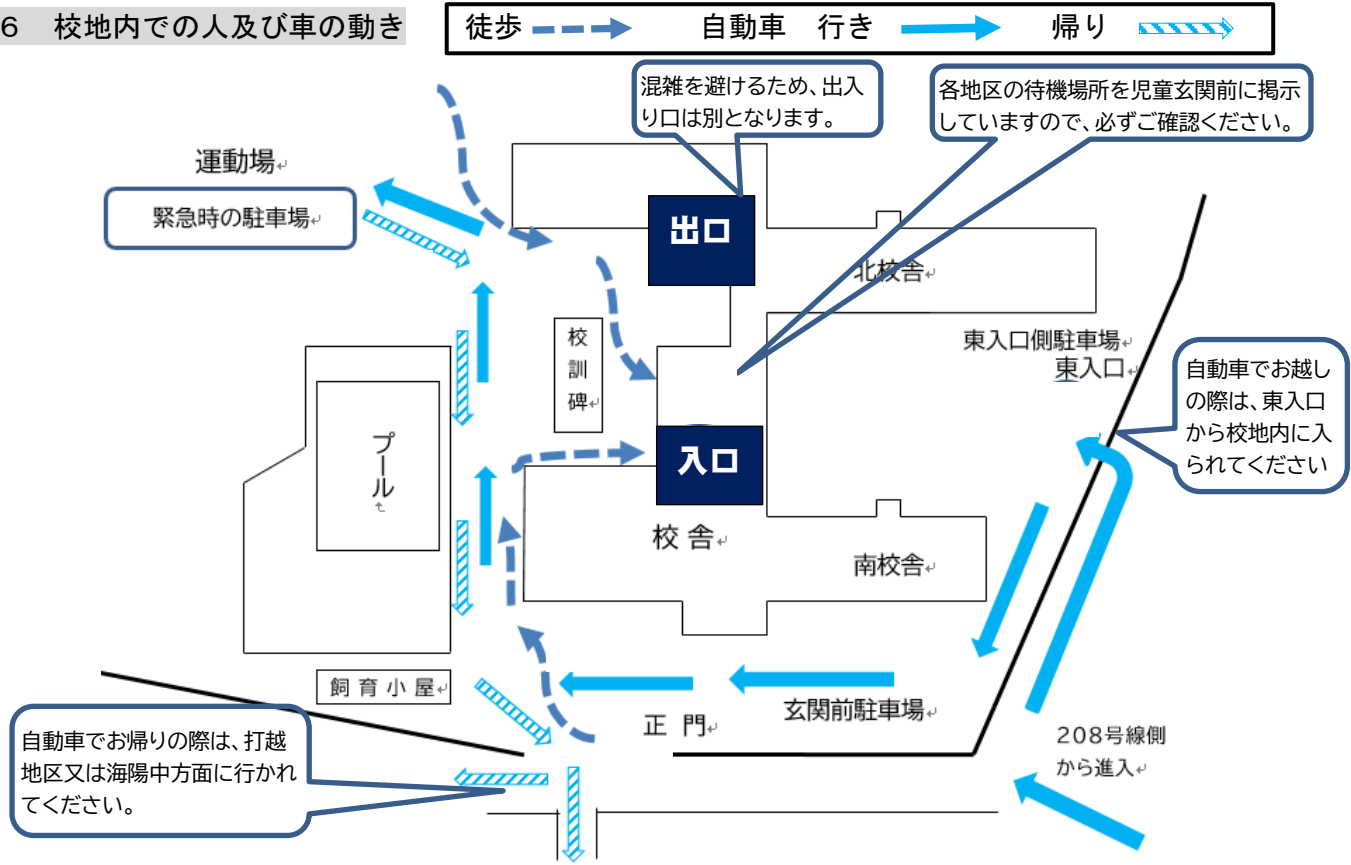 6 校地内での人及び車の動き
徒歩 自動車 行き 帰り
混雑を避けるため、出入
り口は別となります。
各地区の待機場所を児童玄関前に掲示
していますので、必ずご確認ください。
運動場
緊急時の駐車場
出口
北校舎
校
訓
碑
東入口側駐車場
東入口
自動車でお越し
の際は、東入口
から校地内に入
られてください
プール
入口
校 舎
南校舎
飼 育 小 屋
正 門
玄関前駐車場
208号線側
から進入
自動車でお帰りの際は、打越
地区又は海陽中方面に行かれ
てください。